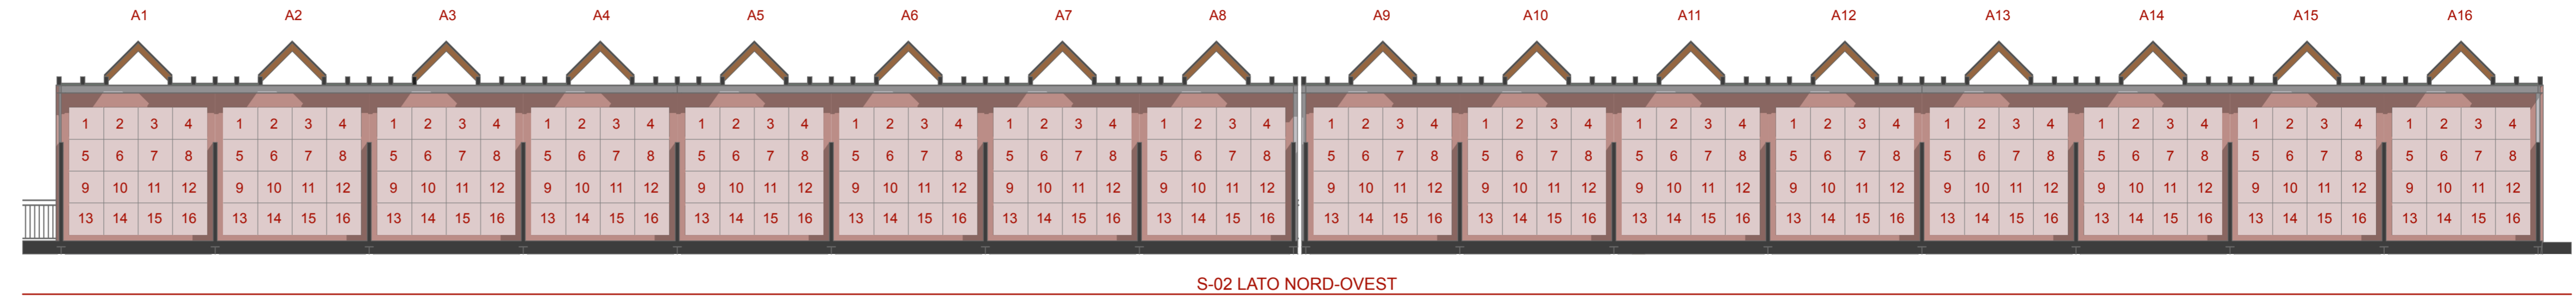 A1 A2 A3 A4 A5 A6 A7 A8 A9 A10 A11 A12 A13 A14 A15 A16
1 2 3 4 1 2 3 4 1 2 3 4 1 2 3 4 1 2 3 4 1 2 3 4 1 2 3 4 1 2 3 4 1 2 3 4 1 2 3 4 1 2 3 4 1 2 3 4 1 2 3 4 1 2 3 4 1 2 3 4 1 2 3 4
5 6 7 8 5 6 7 8 5 6 7 8 5 6 7 8 5 6 7 8 5 6 7 8 5 6 7 8 5 6 7 8 5 6 7 8 5 6 7 8 5 6 7 8 5 6 7 8 5 6 7 8 5 6 7 8 5 6 7 8 5 6 7 8
9 10 11 12 9 10 11 12 9 10 11 12 9 10 11 12 9 10 11 12 9 10 11 12 9 10 11 12 9 10 11 12 9 10 11 12 9 10 11 12 9 10 11 12 9 10 11 12 9 10 11 12 9 10 11 12 9 10 11 12 9 10 11 12
13 14 15 16 13 14 15 16 13 14 15 16 13 14 15 16 13 14 15 16 13 14 15 16 13 14 15 16 13 14 15 16 13 14 15 16 13 14 15 16 13 14 15 16 13 14 15 16 13 14 15 16 13 14 15 16 13 14 15 16 13 14 15 16
S-02 LATO NORD-OVEST